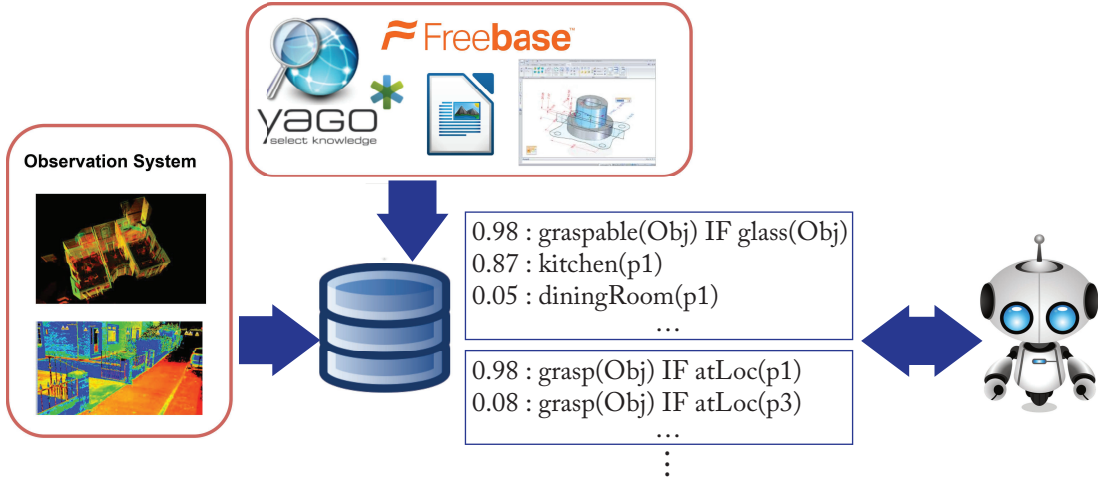 Freebase™
yago
select knowledge
Observation System
0.98 : graspable(Obj) IF glass(Obj)
0.87 : kitchen(p1)
0.05 : diningRoom(p1)
...
0.98 : grasp(Obj) IF atLoc(p1)
0.08 : grasp(Obj) IF atLoc(p3)
...